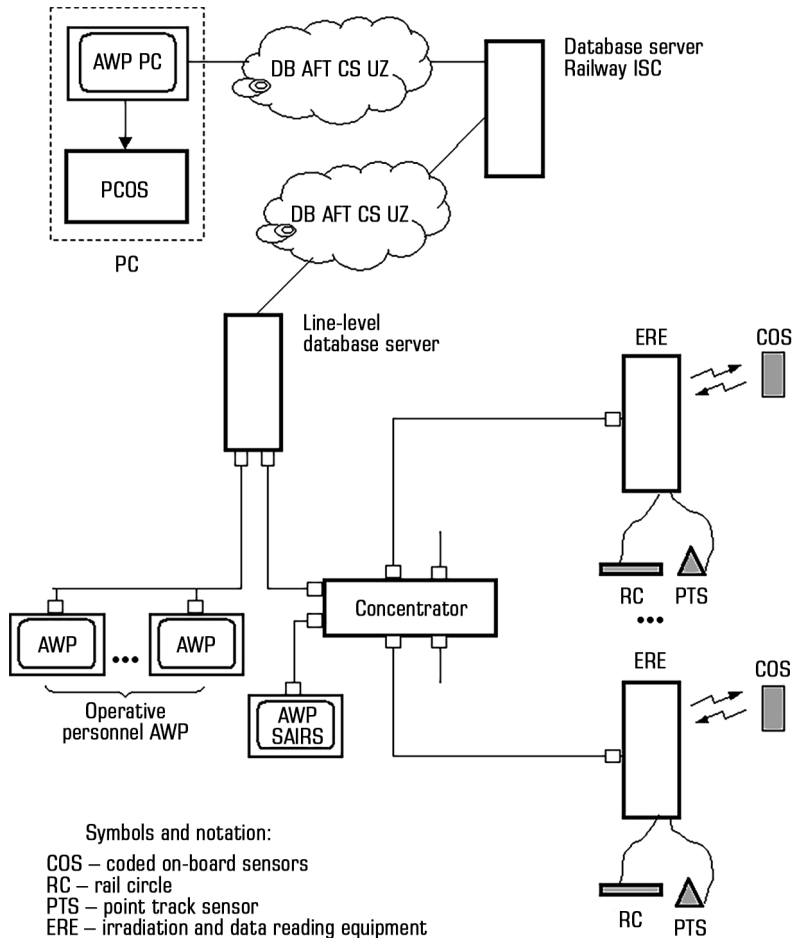 AWP PC
DB AFT CS UZ
Database server
Railway ISC
PCOS
PC
DB AFT CS UZ
Line-level
database server
ERE
COS
RC
PTS
•••
Concentrator
AWP
•••
AWP
Operative
personnel AWP
AWP
SAIRS
ERE
COS
RC
PTS
Symbols and notation:
COS – coded on-board sensors
RC – rail circle
PTS – point track sensor
ERE – irradiation and data reading equipment